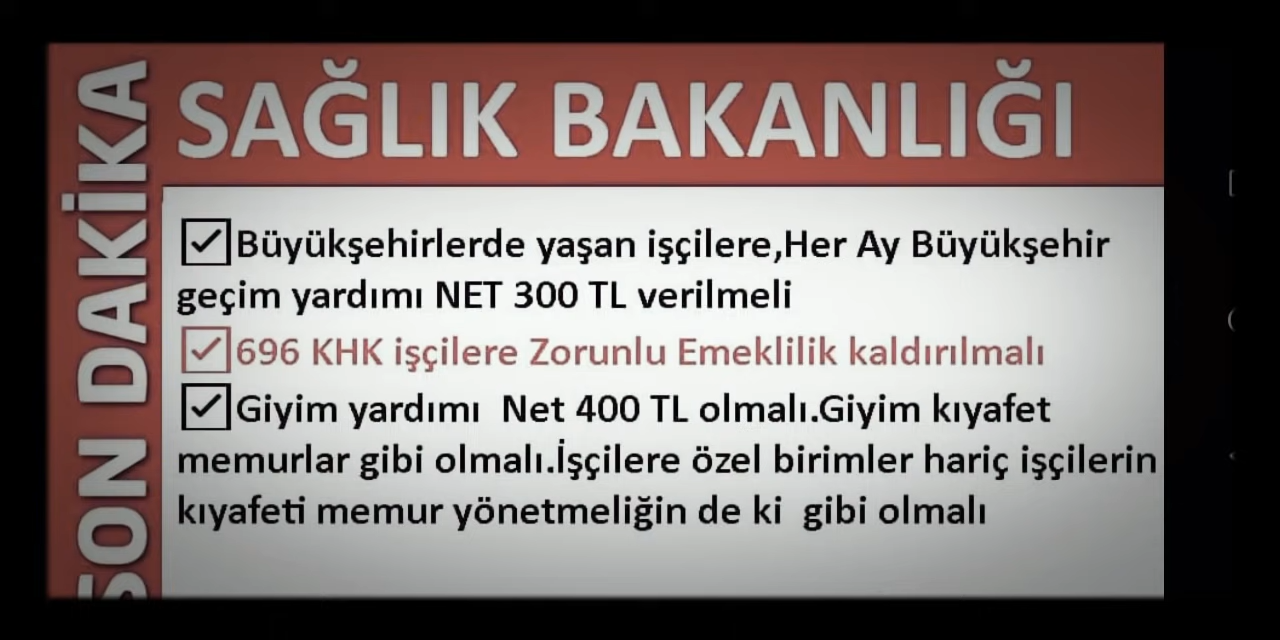 SON DAKİKA
SAĞLIK BAKANLIĞI
Büyükşehirlerde yaşan işçilere,Her Ay Büyükşehir
geçim yardımı NET 300 TL verilmeli
696 KHK işçilere Zorunlu Emeklilik kaldırılmalı
Giyim yardımı  Net 400 TL olmalı.Giyim kıyafet
memurlar gibi olmalı.İşçilere özel birimler hariç işçilerin
kıyafeti memur yönetmeliğin de ki  gibi olmalı